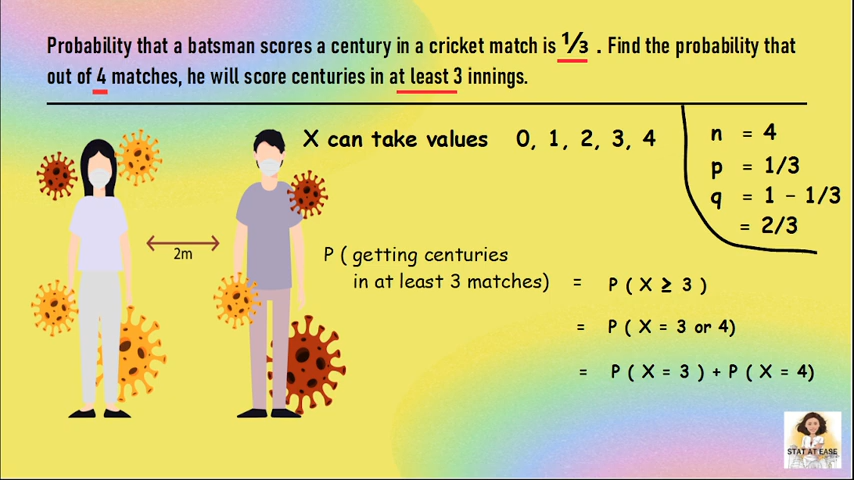 Probability that a batsman scores a century in a cricket match is ⅓ . Find the probability that
out of 4 matches, he will score centuries in at least 3 innings.
X can take values 0, 1, 2, 3, 4
n = 4
p = 1/3
q = 1 - 1/3
= 2/3
2m
P ( getting centuries
in at least 3 matches) = P ( X ≥ 3 )
= P ( X = 3 or 4)
= P ( X = 3 ) + P ( X = 4)
STAT AT EASE